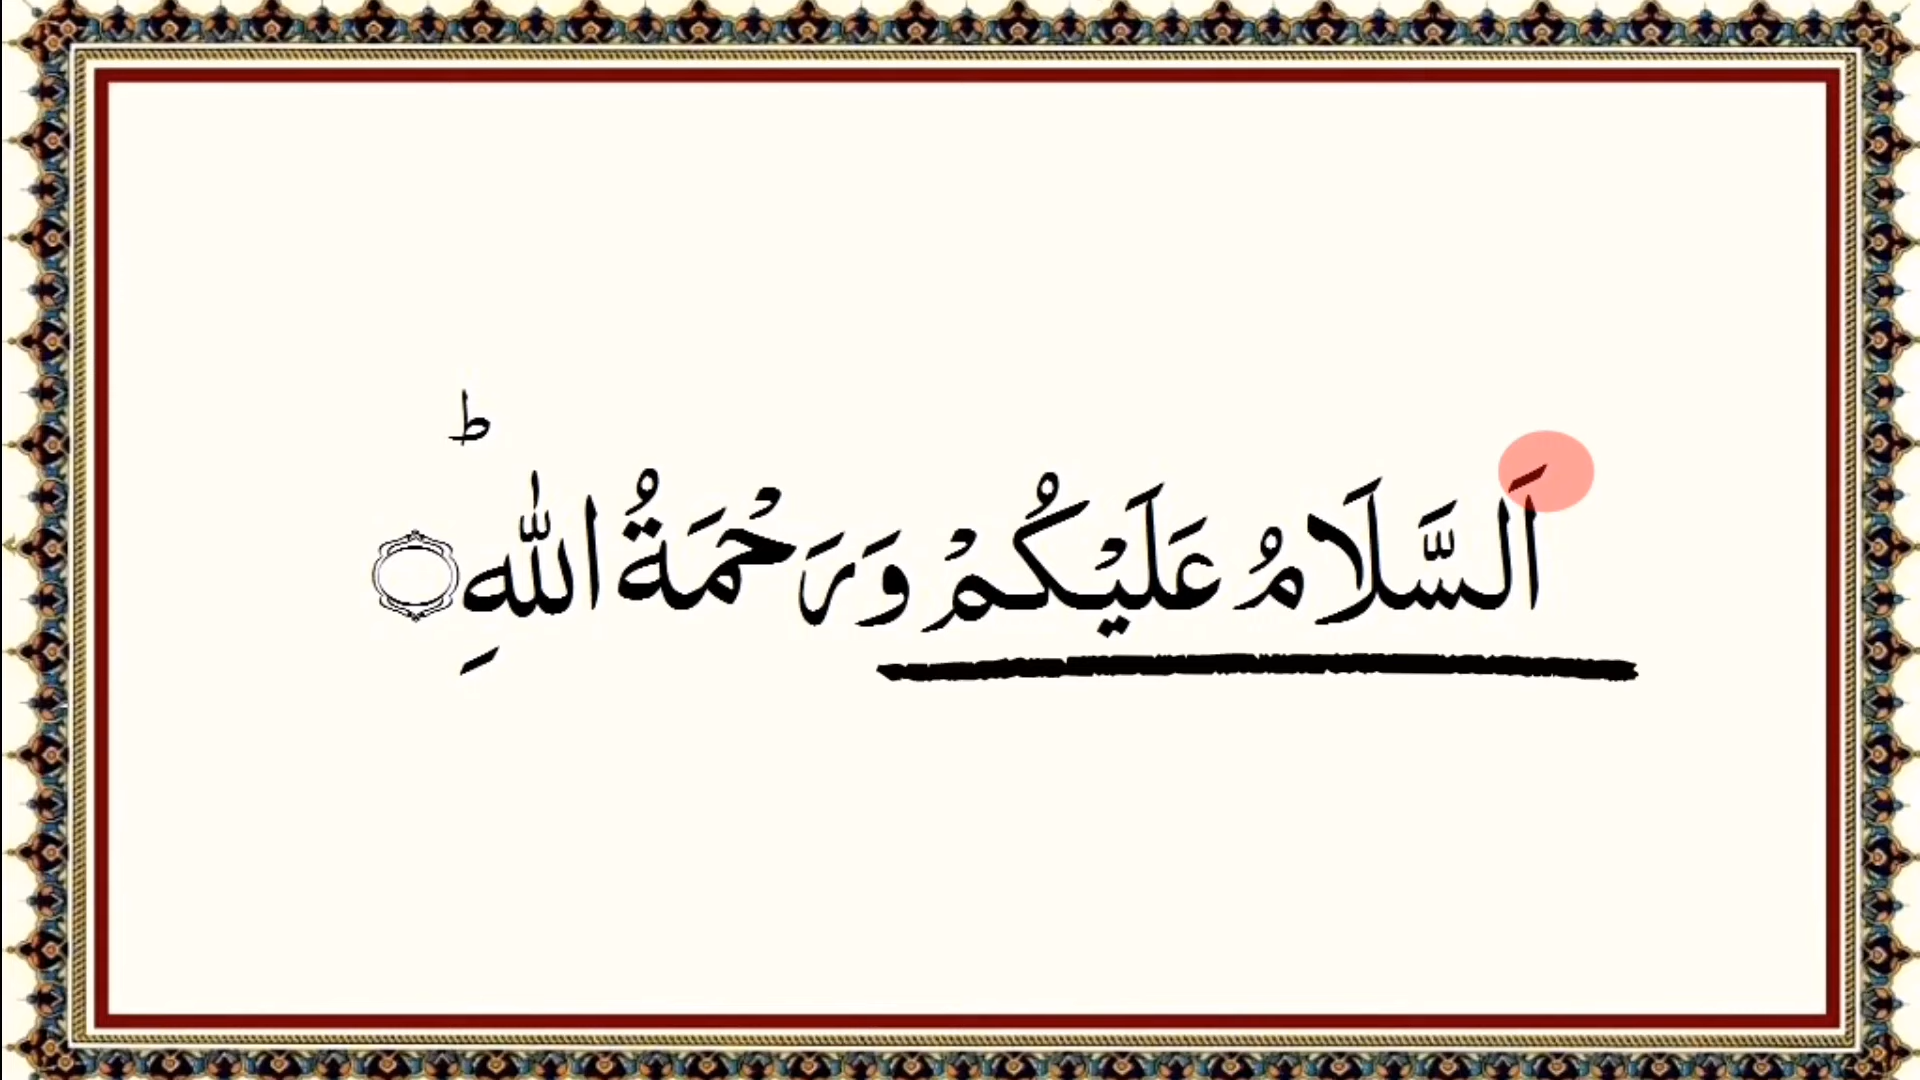 اَلسَّلَامُ عَلَيْكُمْ وَرَحْمَةُ اللّٰهِ ؕ۝